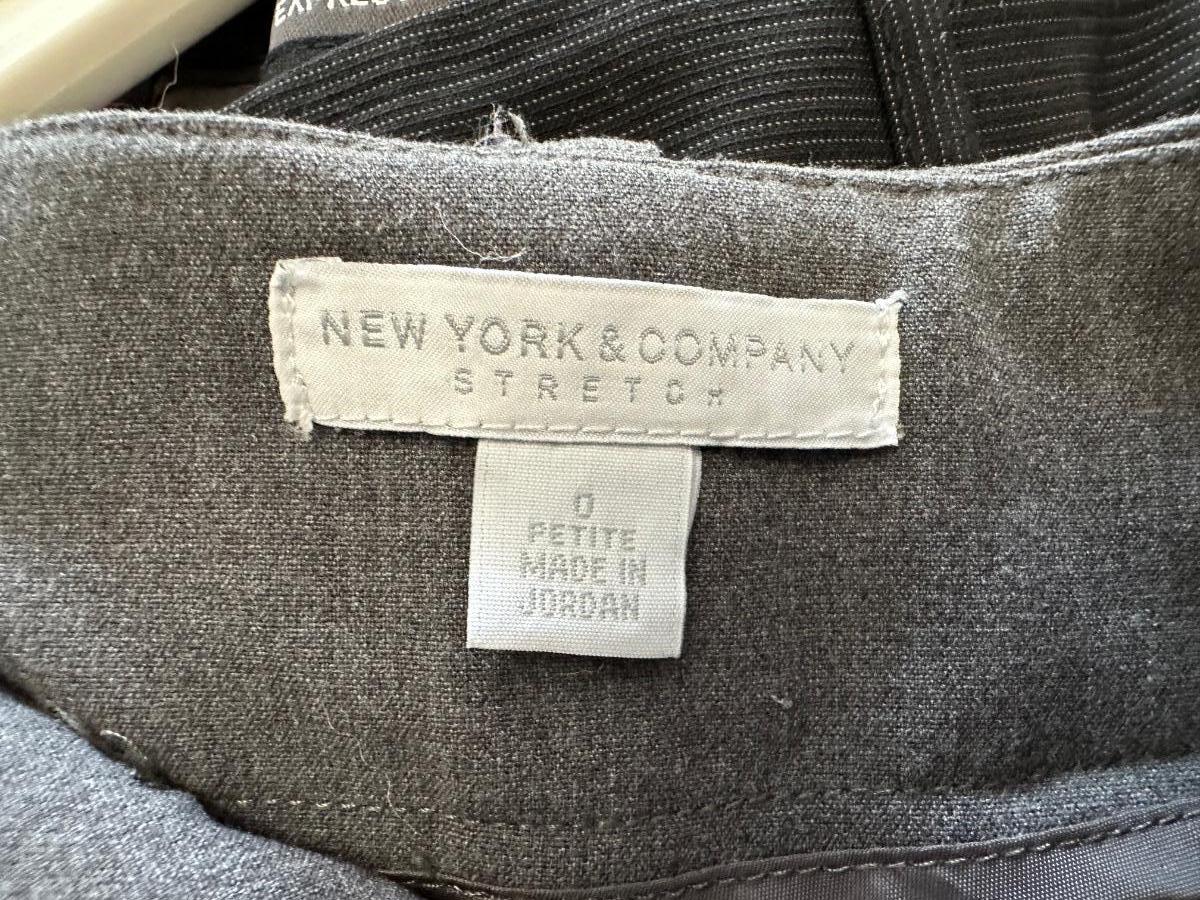 NEW YORK & COMPANY
STRETCH
0
PETITE
MADE IN
JORDAN